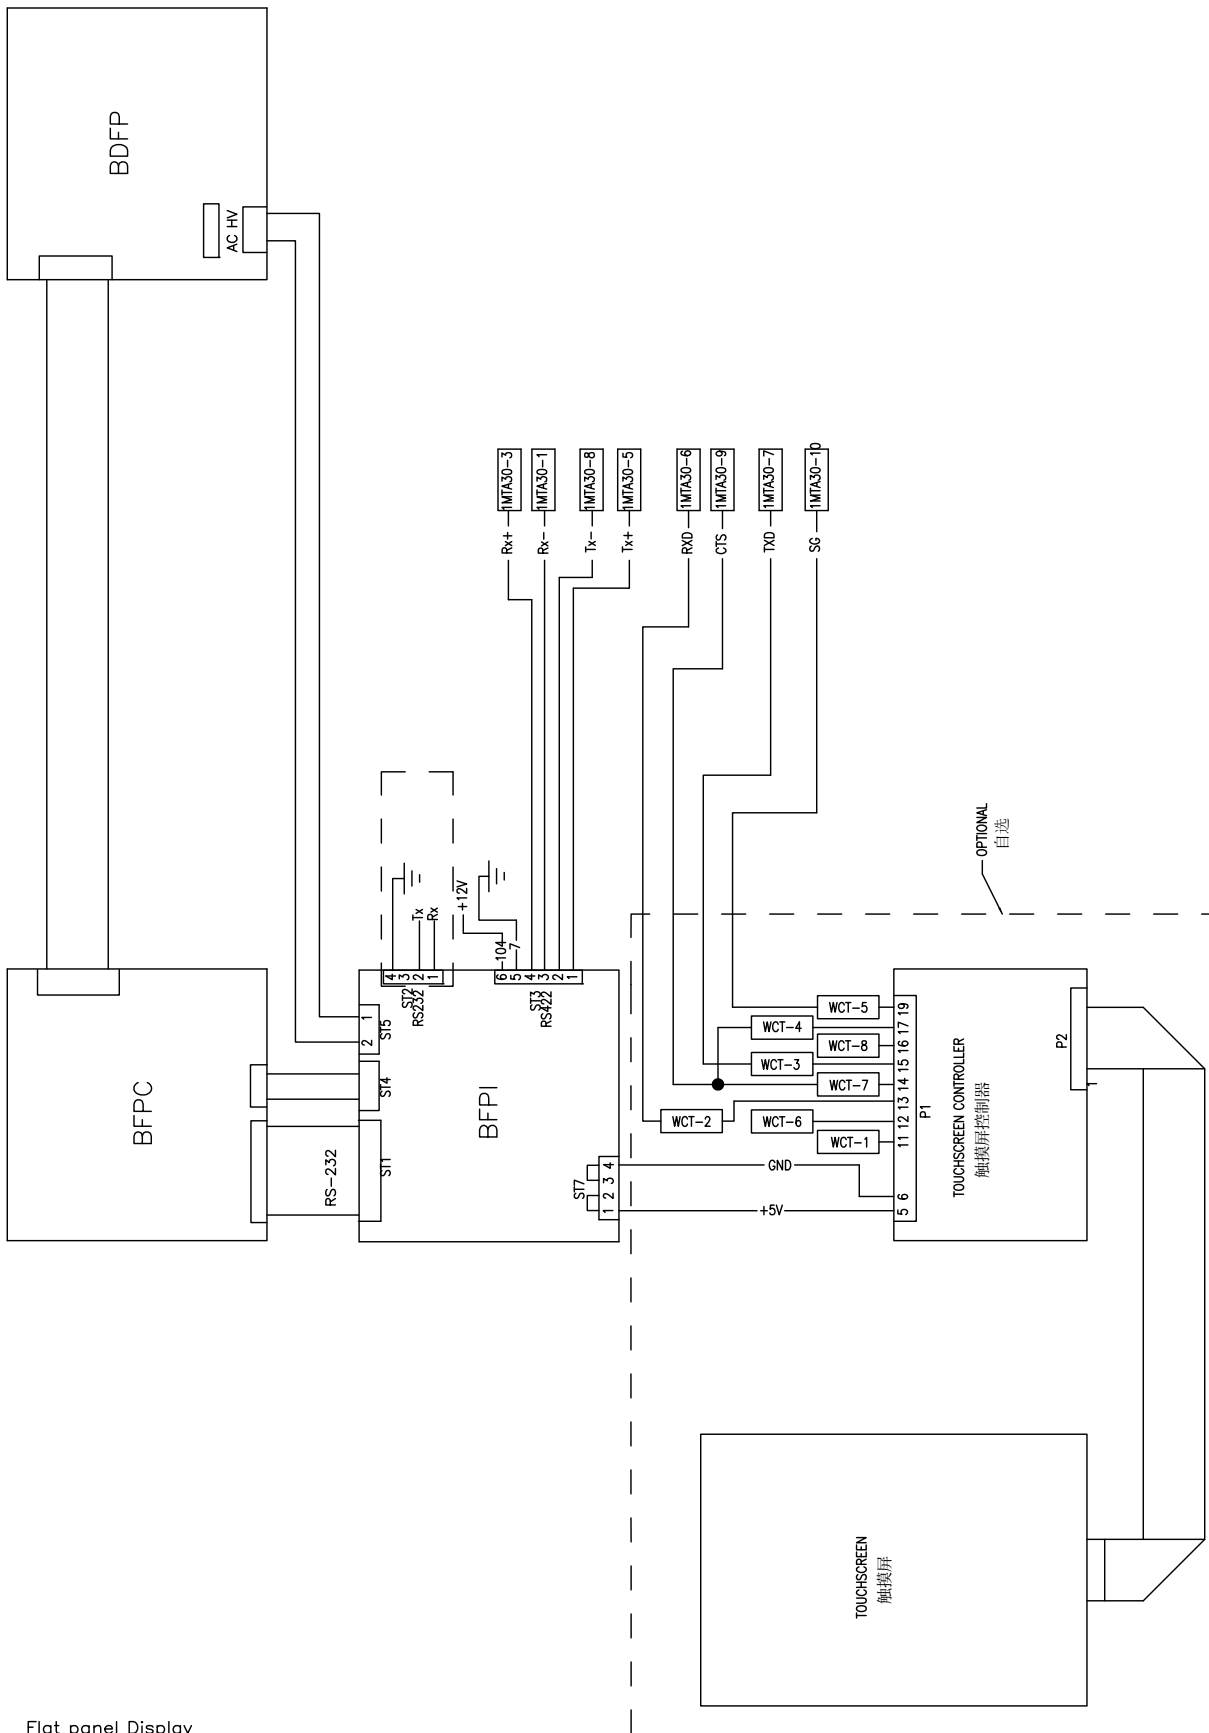 BDFP
AC HV
1MTA30-3
1MTA30-1
1MTA30-8
1MTA30-5
1MTA30-6
1MTA30-9
1MTA30-7
1MTA30-10
Rx+
Rx-
Tx-
Tx+
RXD
CTS
TXD
SG
OPTIONAL
自选
Tx
Rx
+12V
104
7
BFPC
RS-232
1
2
ST5
ST4
ST1
4
3
2
1
ST2
RS232
6
5
4
3
2
1
ST3
RS422
BFPI
ST7
1 2 3 4
GND
+5V
WCT-5
WCT-4
WCT-8
WCT-3
WCT-7
WCT-2
WCT-6
WCT-1
5 6 11 12 13 14 15 16 17 19
P1
TOUCHSCREEN CONTROLLER
触摸屏控制器
P2
1
TOUCHSCREEN
触摸屏
Flat panel Display